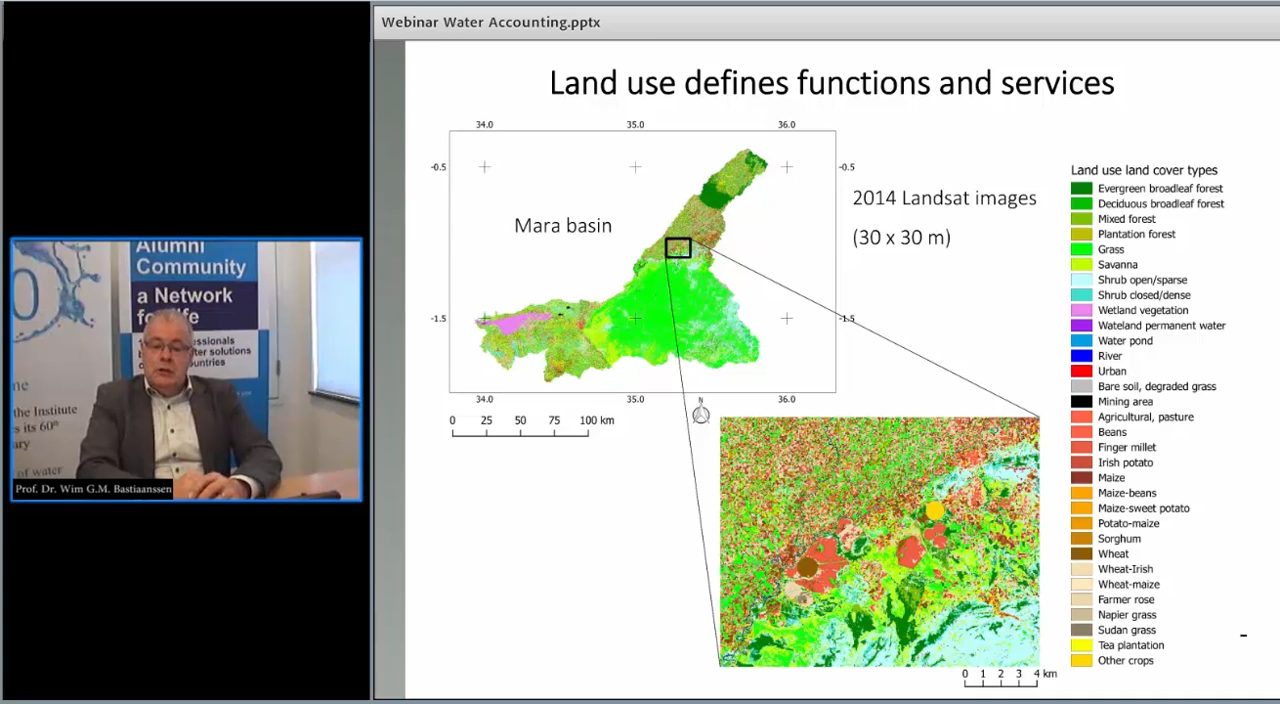 Webinar Water Accounting.pptx
Land use defines functions and services
34.0 35.0 36.0
-0.5 -0.5
Mara basin
2014 Landsat images
(30 x 30 m)
-1.5 -1.5
34.0 35.0 36.0
N
0 25 50 75 100 km
Land use land cover types
Evergreen broadleaf forest
Deciduous broadleaf forest
Mixed forest
Plantation forest
Grass
Savanna
Shrub open/sparse
Shrub closed/dense
Wetland vegetation
Wateland permanent water
Water pond
River
Urban
Bare soil, degraded grass
Mining area
Agricultural, pasture
Beans
Finger millet
Irish potato
Maize
Maize-beans
Maize-sweet potato
Potato-maize
Sorghum
Wheat
Wheat-Irish
Wheat-maize
Farmer rose
Napier grass
Sudan grass
Tea plantation
Other crops
0 1 2 3 4 km
Alumni
Community
a Network
the Institute
s its 60th
of water
Prof. Dr. Wim G.M. Bastiaanssen